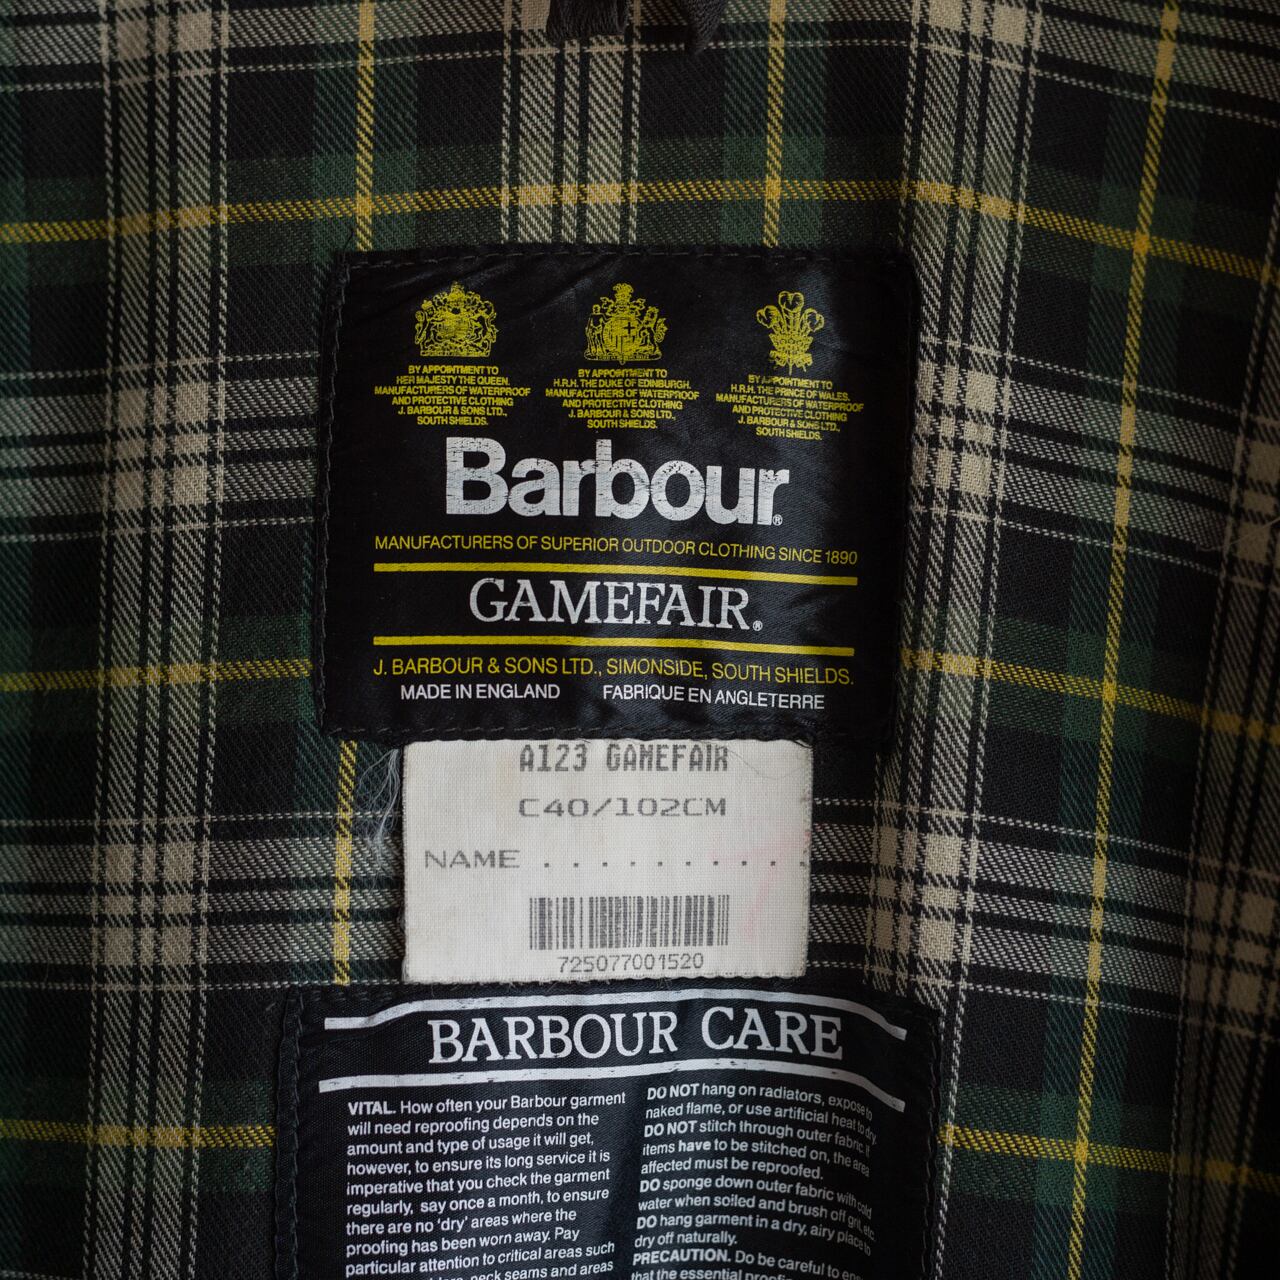 BY APPOINTMENT TO
HER MAJESTY THE QUEEN.
MANUFACTURERS OF WATERPROOF
AND PROTECTIVE CLOTHING
J. BARBOUR & SONS LTD.,
SOUTH SHIELDS.
BY APPOINTMENT TO
H.R.H. THE DUKE OF EDINBURGH.
MANUFACTURERS OF WATERPROOF
AND PROTECTIVE CLOTHING
J. BARBOUR & SONS LTD.,
SOUTH SHIELDS.
BY APPOINTMENT TO
H.R.H. THE PRINCE OF WALES.
MANUFACTURERS OF WATERPROOF
AND PROTECTIVE CLOTHING
J. BARBOUR & SONS LTD.,
SOUTH SHIELDS.
Barbour®
MANUFACTURERS OF SUPERIOR OUTDOOR CLOTHING SINCE 1890
GAMEFAIR®
J. BARBOUR & SONS LTD., SIMONSIDE, SOUTH SHIELDS.
MADE IN ENGLAND FABRIQUE EN ANGLETERRE
A123 GAMEFAIR
C40/102CM
NAME . . . . . . . . . .
725077001520
BARBOUR CARE
VITAL. How often your Barbour garment
will need reproofing depends on the
amount and type of usage it will get,
however, to ensure its long service it is
imperative that you check the garment
regularly, say once a month, to ensure
there are no 'dry' areas where the
proofing has been worn away. Pay
particular attention to critical areas such
neck seams and areas
DO NOT hang on radiators, expose to
naked flame, or use artificial heat to dry.
DO NOT stitch through outer fabric. If
items have to be stitched on, the area
affected must be reproofed.
DO sponge down outer fabric with cold
water when soiled and brush off grit, etc.
DO hang garment in a dry, airy place to
dry off naturally.
PRECAUTION. Do be careful to
that the essential